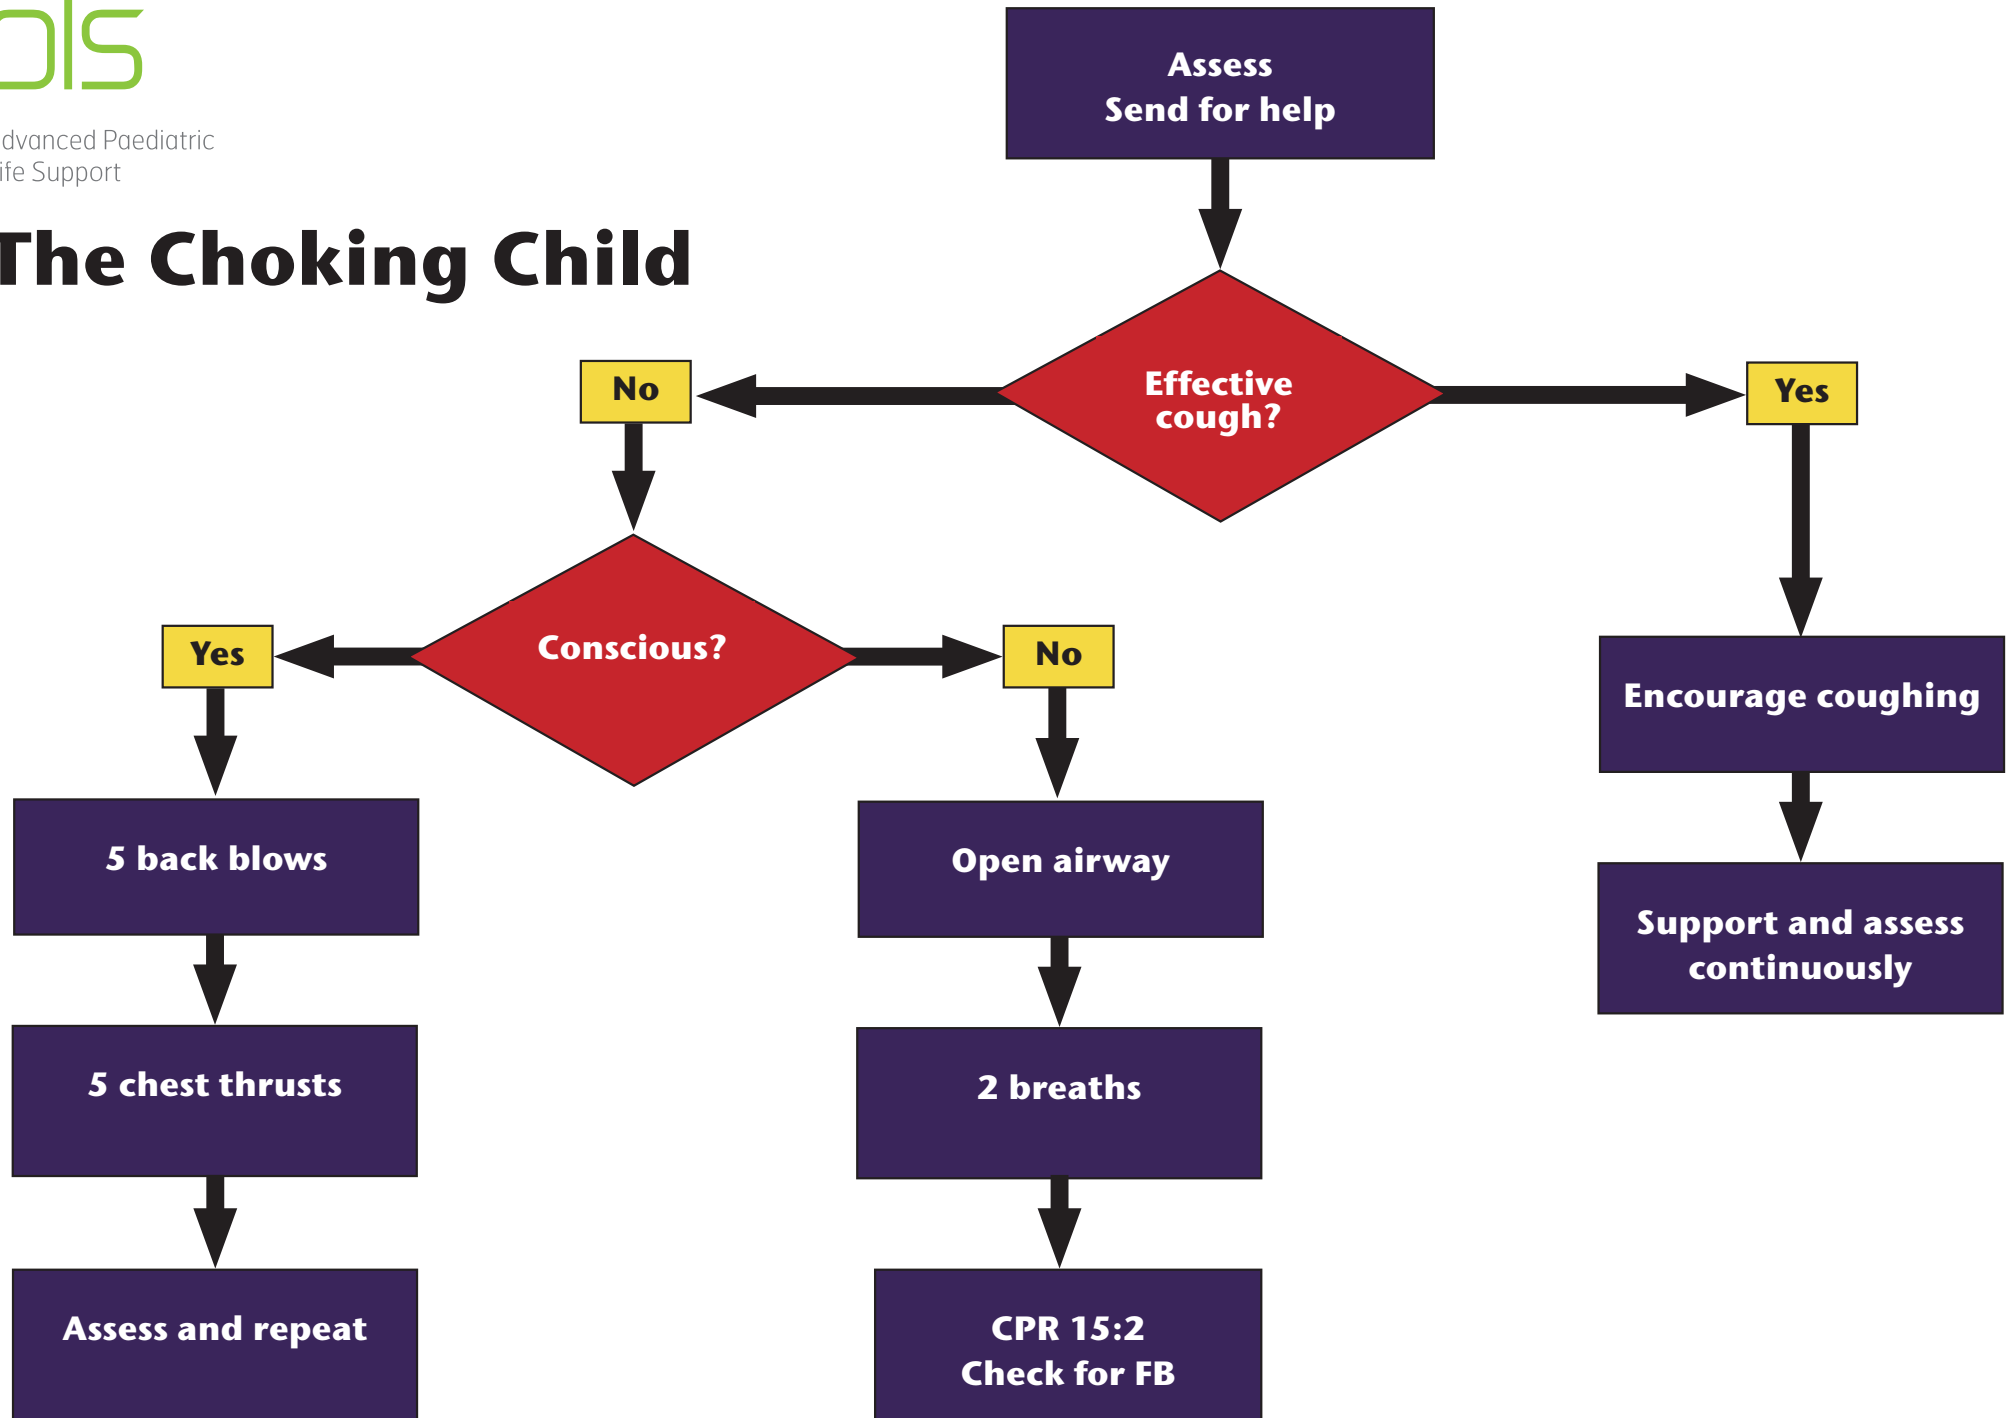 dvanced Paediatric
ife Support
The Choking Child
Assess
Send for help
Effective
cough?
No
Yes
Conscious?
Yes
No
Encourage coughing
5 back blows
Open airway
Support and assess
continuously
5 chest thrusts
2 breaths
Assess and repeat
CPR 15:2
Check for FB